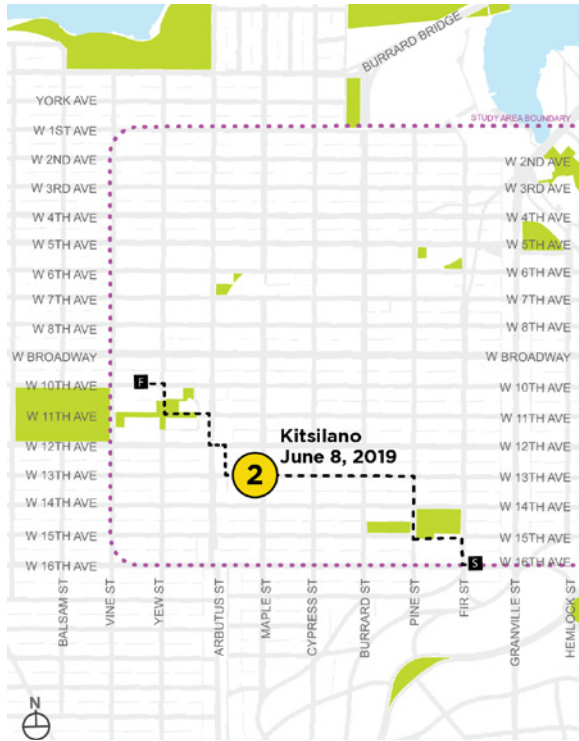 BURRARD BRIDGE
YORK AVE
STUDY AREA BOUNDARY
W 1ST AVE
W 2ND AVE
W 2ND AVE
W 3RD AVE
W 3RD AVE
W 4TH AVE
W 4TH AVE
W 5TH AVE
W 5TH AVE
W 6TH AVE
W 6TH AVE
W 7TH AVE
W 7TH AVE
W 8TH AVE
W 8TH AVE
W BROADWAY
W BROADWAY
F
W 10TH AVE
W 10TH AVE
W 11TH AVE
W 11TH AVE
W 12TH AVE
W 12TH AVE
Kitsilano
June 8, 2019
2
W 13TH AVE
W 13TH AVE
W 14TH AVE
W 14TH AVE
W 15TH AVE
W 15TH AVE
W 16TH AVE
W 16TH AVE
S
BALSAM ST
VINE ST
YEW ST
ARBUTUS ST
MAPLE ST
CYPRESS ST
BURRARD ST
PINE ST
FIR ST
GRANVILLE ST
HEMLOCK ST
N